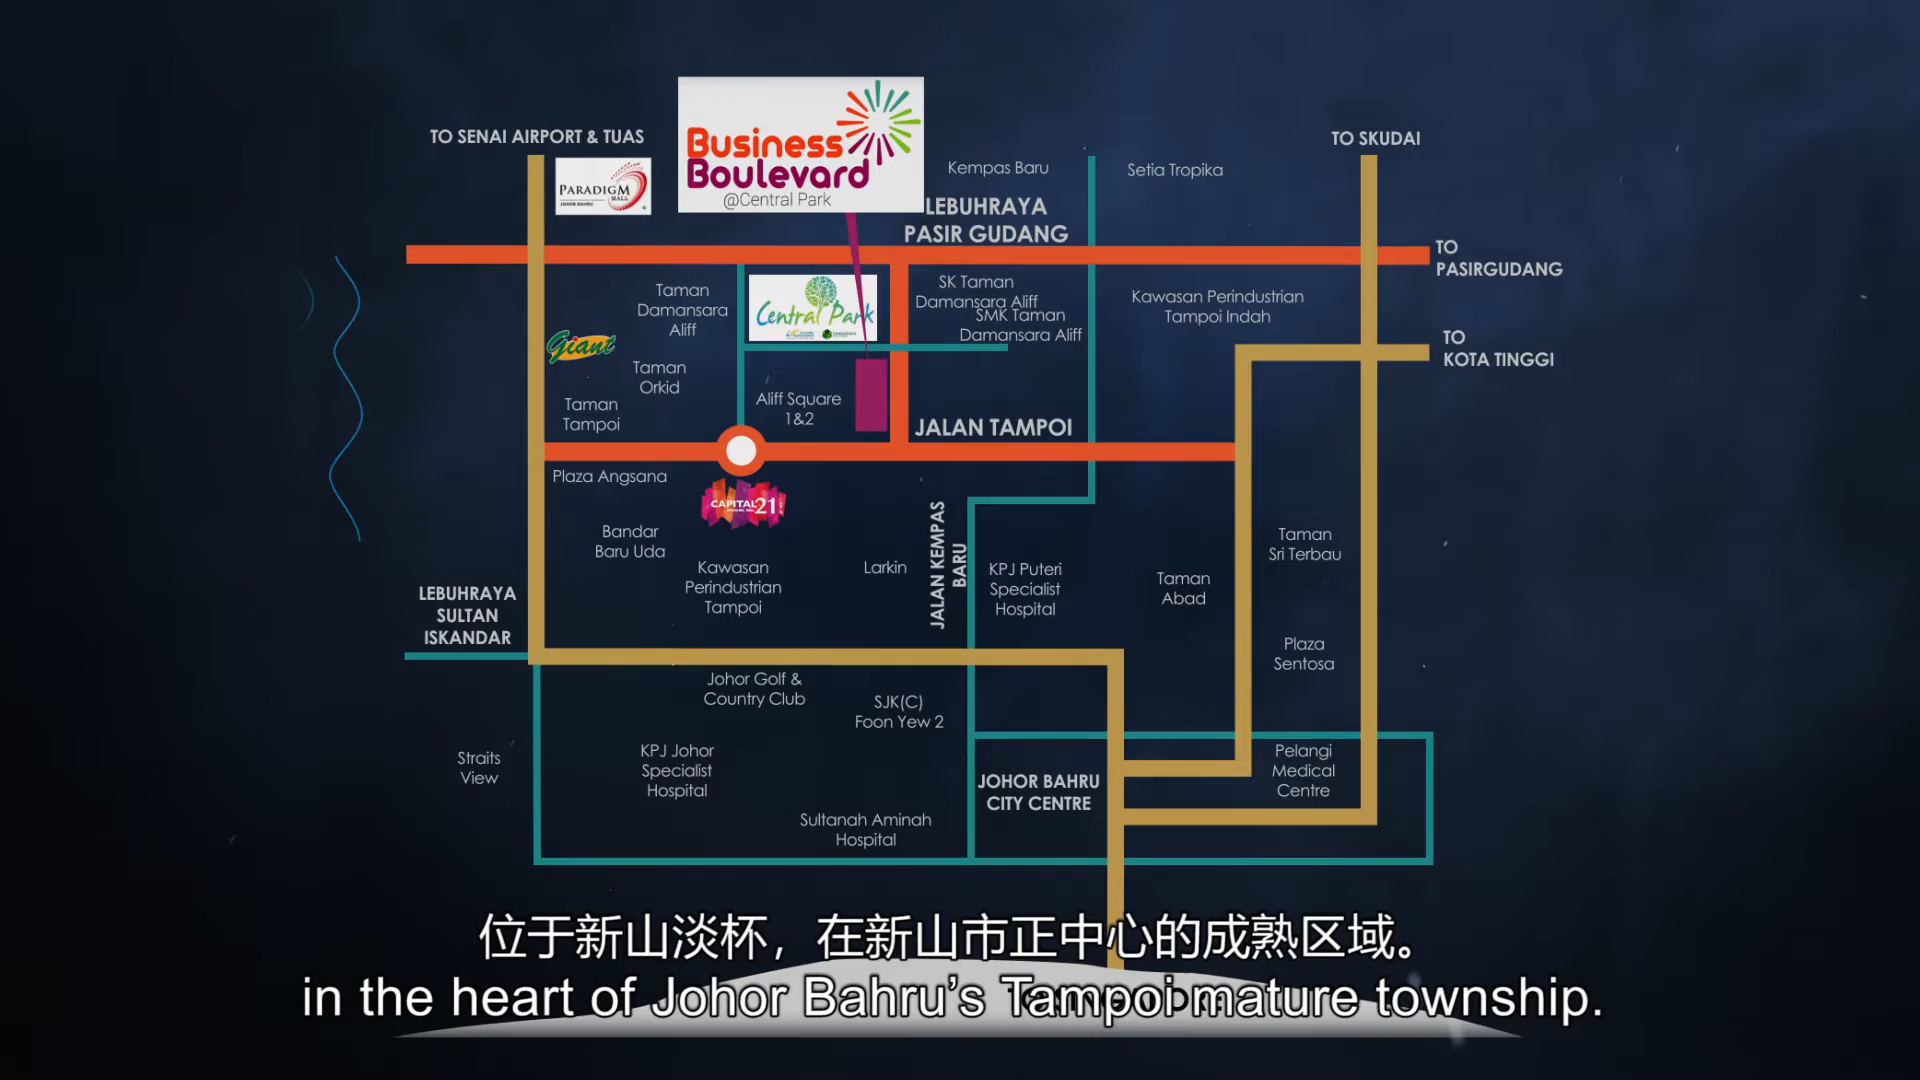 TO SENAI AIRPORT & TUAS
PARADIGM
MALL
JOHOR BAHRU
Business
Boulevard
@Central Park
Kempas Baru
Setia Tropika
TO SKUDAI
LEBUHRAYA
PASIR GUDANG
TO
PASIRGUDANG
Taman
Damansara
Aliff
Central Park
SK Taman
Damansara Aliff
SMK Taman
Damansara Aliff
Kawasan Perindustrian
Tampoi Indah
TO
KOTA TINGGI
Giant
Taman
Orkid
Taman
Tampoi
Aliff Square
1&2
JALAN TAMPOI
Plaza Angsana
CAPITAL 21
Bandar
Baru Uda
Kawasan
Perindustrian
Tampoi
Larkin
JALAN KEMPAS
BARU
KPJ Puteri
Specialist
Hospital
Taman
Abad
Taman
Sri Terbau
Plaza
Sentosa
LEBUHRAYA
SULTAN
ISKANDAR
Johor Golf &
Country Club
SJK(C)
Foon Yew 2
Straits
View
KPJ Johor
Specialist
Hospital
JOHOR BAHRU
CITY CENTRE
Pelangi
Medical
Centre
Sultanah Aminah
Hospital
位于新山淡杯，在新山市正中心的成熟区域。
in the heart of Johor Bahru’s Tampoi mature township.